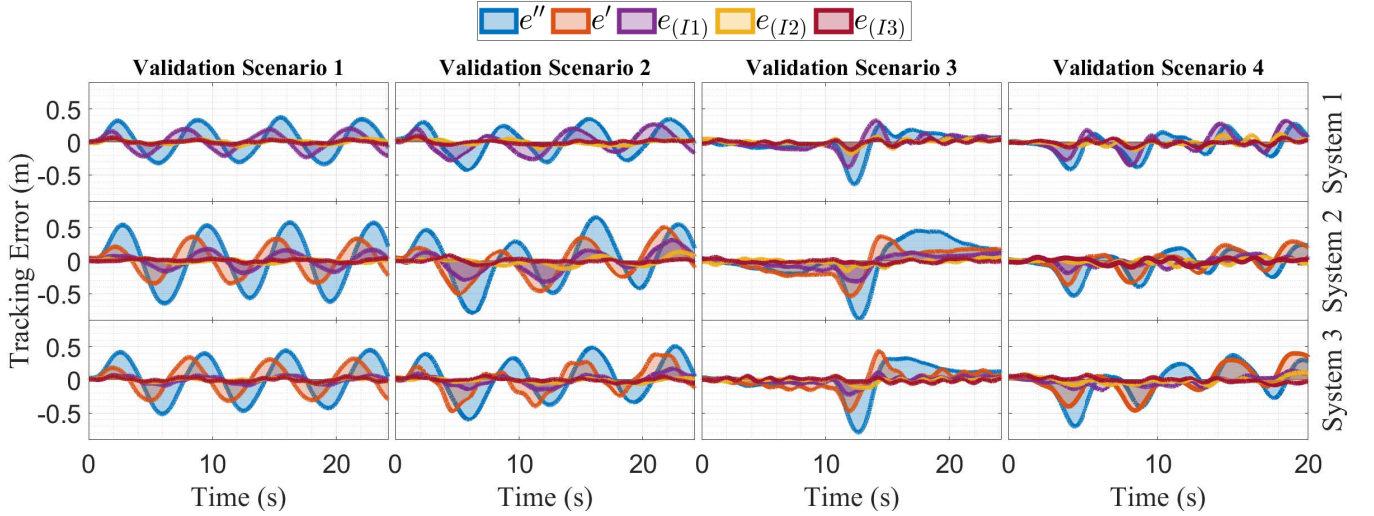 e'' e' e(I1) e(I2) e(I3)
Validation Scenario 1 Validation Scenario 2 Validation Scenario 3 Validation Scenario 4
Tracking Error (m)
0.5
0
-0.5
System 1
0.5
0
-0.5
System 2
0.5
0
-0.5
System 3
0 10 20 0 10 20 0 10 20 0 10 20
Time (s) Time (s) Time (s) Time (s)